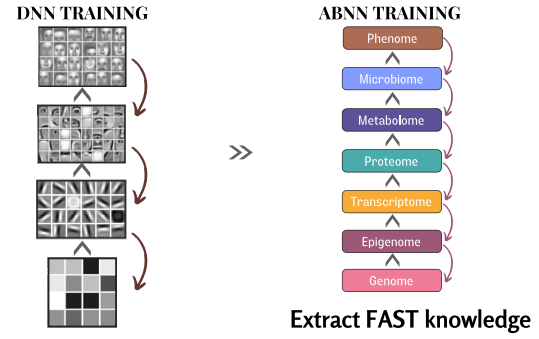 DNN TRAINING
ABNN TRAINING
Phenome
Microbiome
Metabolome
Proteome
Transcriptome
Epigenome
Genome
Extract FAST knowledge